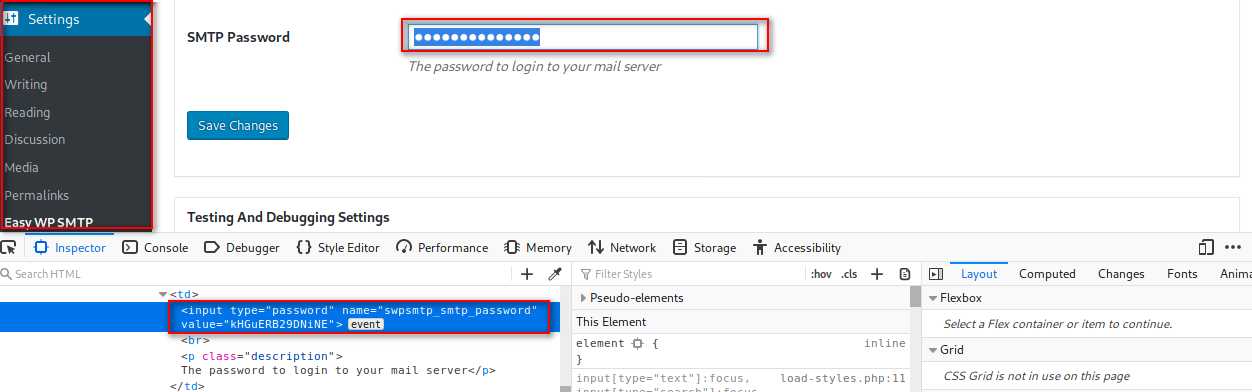 Settings
General
Writing
Reading
Discussion
Media
Permalinks
Easy WP SMTP
SMTP Password
The password to login to your mail server
Save Changes
Testing And Debugging Settings
Inspector Console Debugger Style Editor Performance Memory Network Storage Accessibility
Search HTML
<td>
<input type="password" name="swpsmtp_smtp_password"
value="kHGuERB29DNiNE"> event
<br>
<p class="description">
The password to login to your mail server</p>
</td>
Filter Styles :hov .cls
Pseudo-elements
This Element
element { inline
}
input[type="text"]:focus, load-styles.php:11
input[type="search"]:focus
Layout Computed Changes Fonts Anima
Flexbox
Select a Flex container or item to continue.
Grid
CSS Grid is not in use on this page